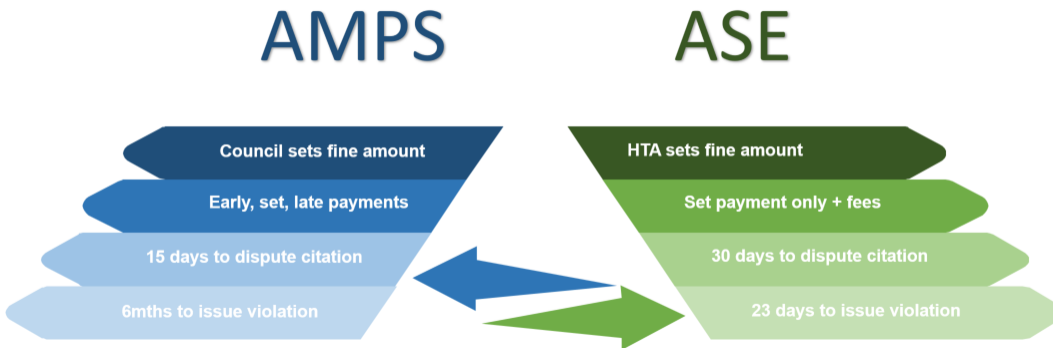 AMPS
ASE
Council sets fine amount
Early, set, late payments
15 days to dispute citation
6mths to issue violation
HTA sets fine amount
Set payment only + fees
30 days to dispute citation
23 days to issue violation